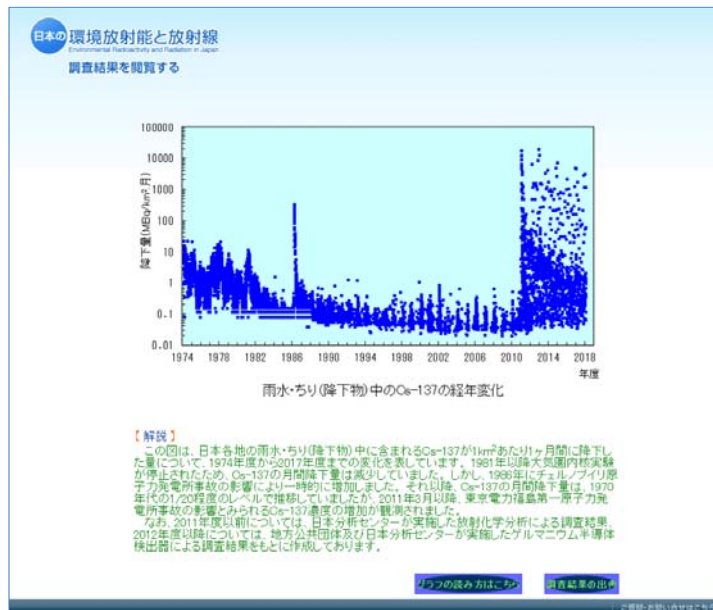 日本の環境放射能と放射線
Environmental Radioactivity and Radiation in Japan
調査結果を閲覧する
100000
10000
1000
100
10
1
0.1
0.01
降下量(MBq/km².月)
1974 1978 1982 1986 1990 1994 1998 2002 2006 2010 2014 2018
年度
雨水・ちり(降下物)中のCs-137の経年変化
【解説】
この図は、日本各地の雨水・ちり(降下物)中に含まれるCs-137が1km²あたり1ヶ月間に降下し
た量について、1974年度から2017年度までの変化を表しています。1981年以降大気圏内核実験
が停止されたため、Cs-137の月間降下量は減少していました。しかし、1986年にチェルノブイリ原
子力発電所事故の影響により一時的に増加しました。それ以降、Cs-137の月間降下量は、1970
年代の1/20程度のレベルで推移していましたが、2011年3月以降、東京電力福島第一原子力発
電所事故の影響とみられるCs-137濃度の増加が観測されました。
なお、2011年度以前については、日本分析センターが実施した放射化学分析による調査結果、
2012年度以降については、地方公共団体及び日本分析センターが実施したゲルマニウム半導体
検出器による調査結果をもとに作成しております。
グラフの読み方はこちら 調査結果の出典
ご質問・お問い合せはこちら